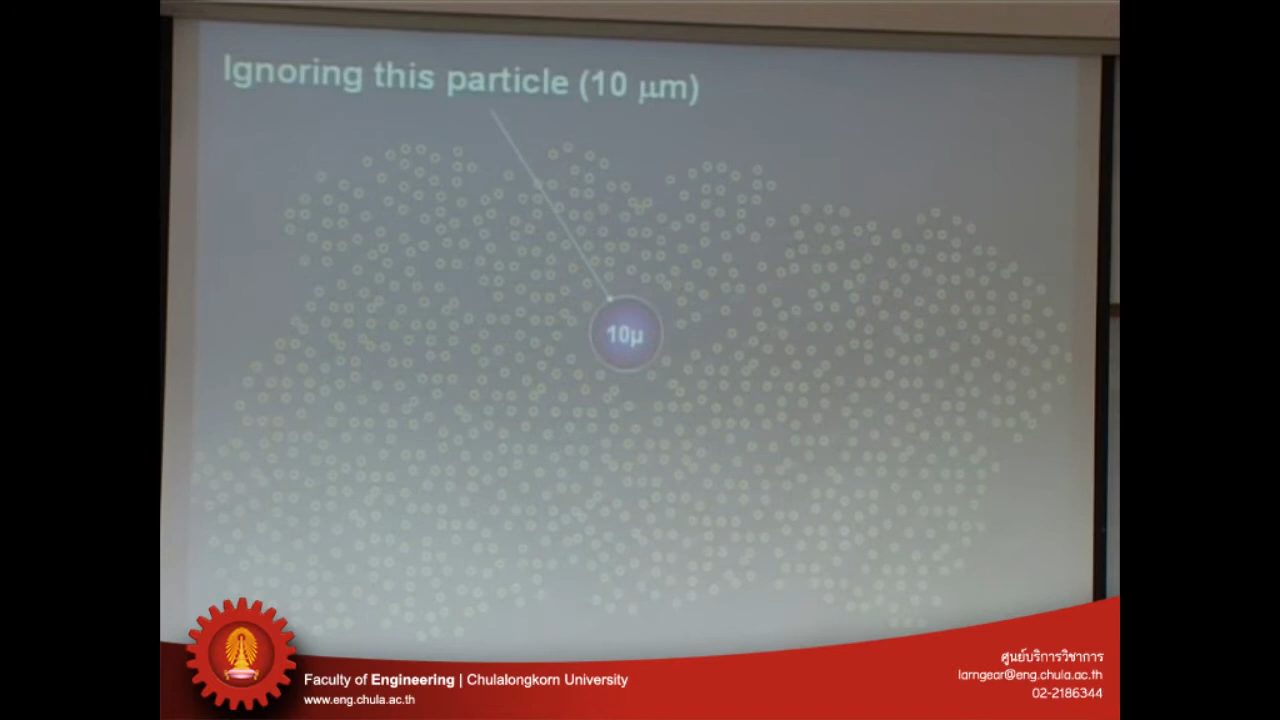 Ignoring this particle (10 µm)
10µ
Faculty of Engineering | Chulalongkorn University
www.eng.chula.ac.th
ศูนย์บริการวิชาการ
larngear@eng.chula.ac.th
02-2186344